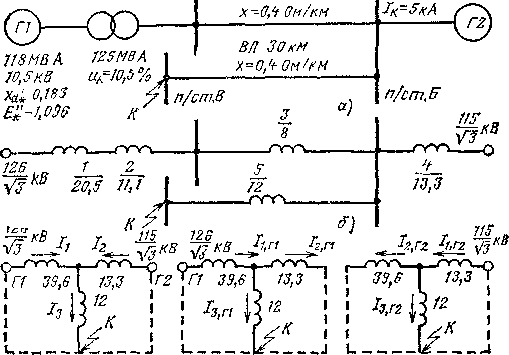 Г1
x=0,4 Ом/км
Iк=5кА
Г2
118 МВ А
10,5 кВ
x"d* 0,183
E"*-1,096
125 МВ А
uк=10,5%
ВЛ 30 км
x=0,4 Ом/км
К
п/ст.В
а)
п/ст.Б
126/√3 кВ
1/20,5
2/11,1
3/8
4/13,3
115/√3 кВ
5/12
К
б)
/√3 кВ
I1
I2
115/√3 кВ
Г1
39,6
13,3
Г2
I3
12
К
126/√3 кВ
I1,Г1
I2,Г1
Г1
39,6
13,3
I3,Г1
12
К
I2,Г2
I1,Г2
115/√3 кВ
39,6
13,3
I3,Г2
12
К